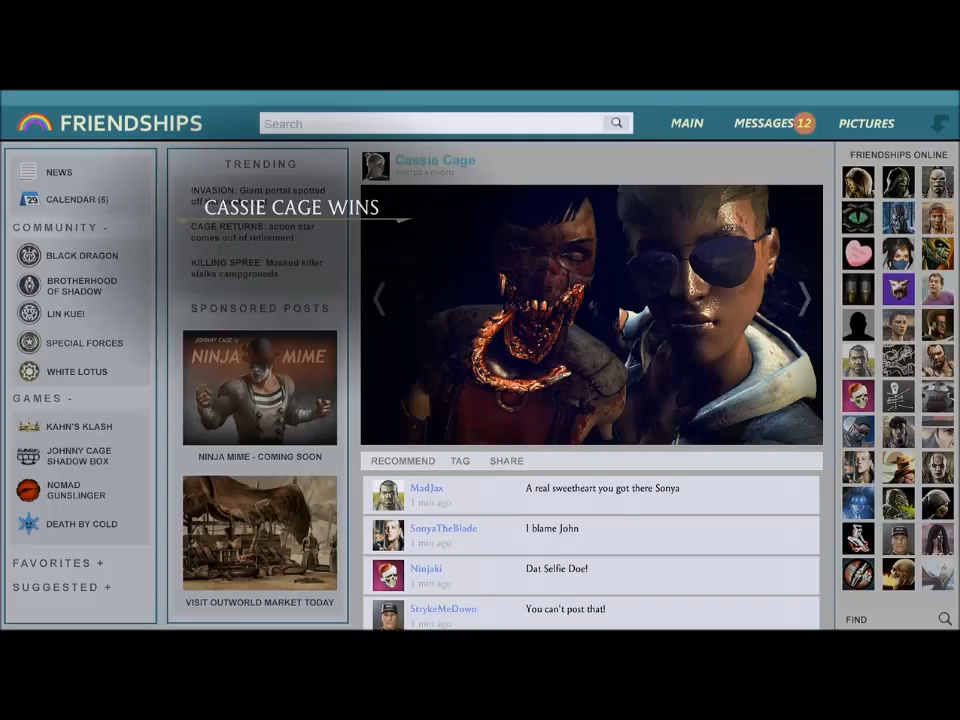 FRIENDSHIPS
Search
MAIN
MESSAGES 12
PICTURES
NEWS
29 CALENDAR (5)
COMMUNITY -
BLACK DRAGON
BROTHERHOOD
OF SHADOW
LIN KUEI
SPECIAL FORCES
WHITE LOTUS
GAMES -
KAHN'S KLASH
CAGE JOHNNY CAGE
SHADOW BOX
NOMAD
GUNSLINGER
DEATH BY COLD
FAVORITES +
SUGGESTED +
TRENDING
INVASION: Giant portal spotted
CASSIE CAGE WINS
CAGE RETURNS: action star
comes out of retirement
KILLING SPREE: Masked killer
stalks campgrounds
SPONSORED POSTS
JOHNNY CAGE is
NINJA MIME
NINJA MIME - COMING SOON
VISIT OUTWORLD MARKET TODAY
Cassie Cage
POSTED A PHOTO
RECOMMEND TAG SHARE
MadJax
1 min ago
A real sweetheart you got there Sonya
SonyaTheBlade
1 min ago
I blame John
Ninjaki
1 min ago
Dat Selfie Doe!
StrykeMeDown
1 min ago
You can't post that!
FRIENDSHIPS ONLINE
FIND